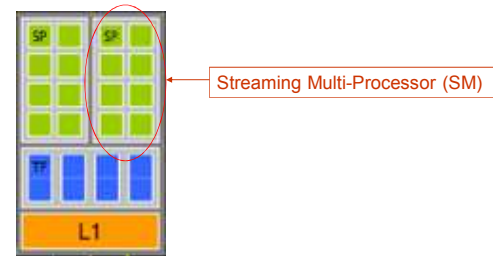 SP SP
Streaming Multi-Processor (SM)
TF
L1